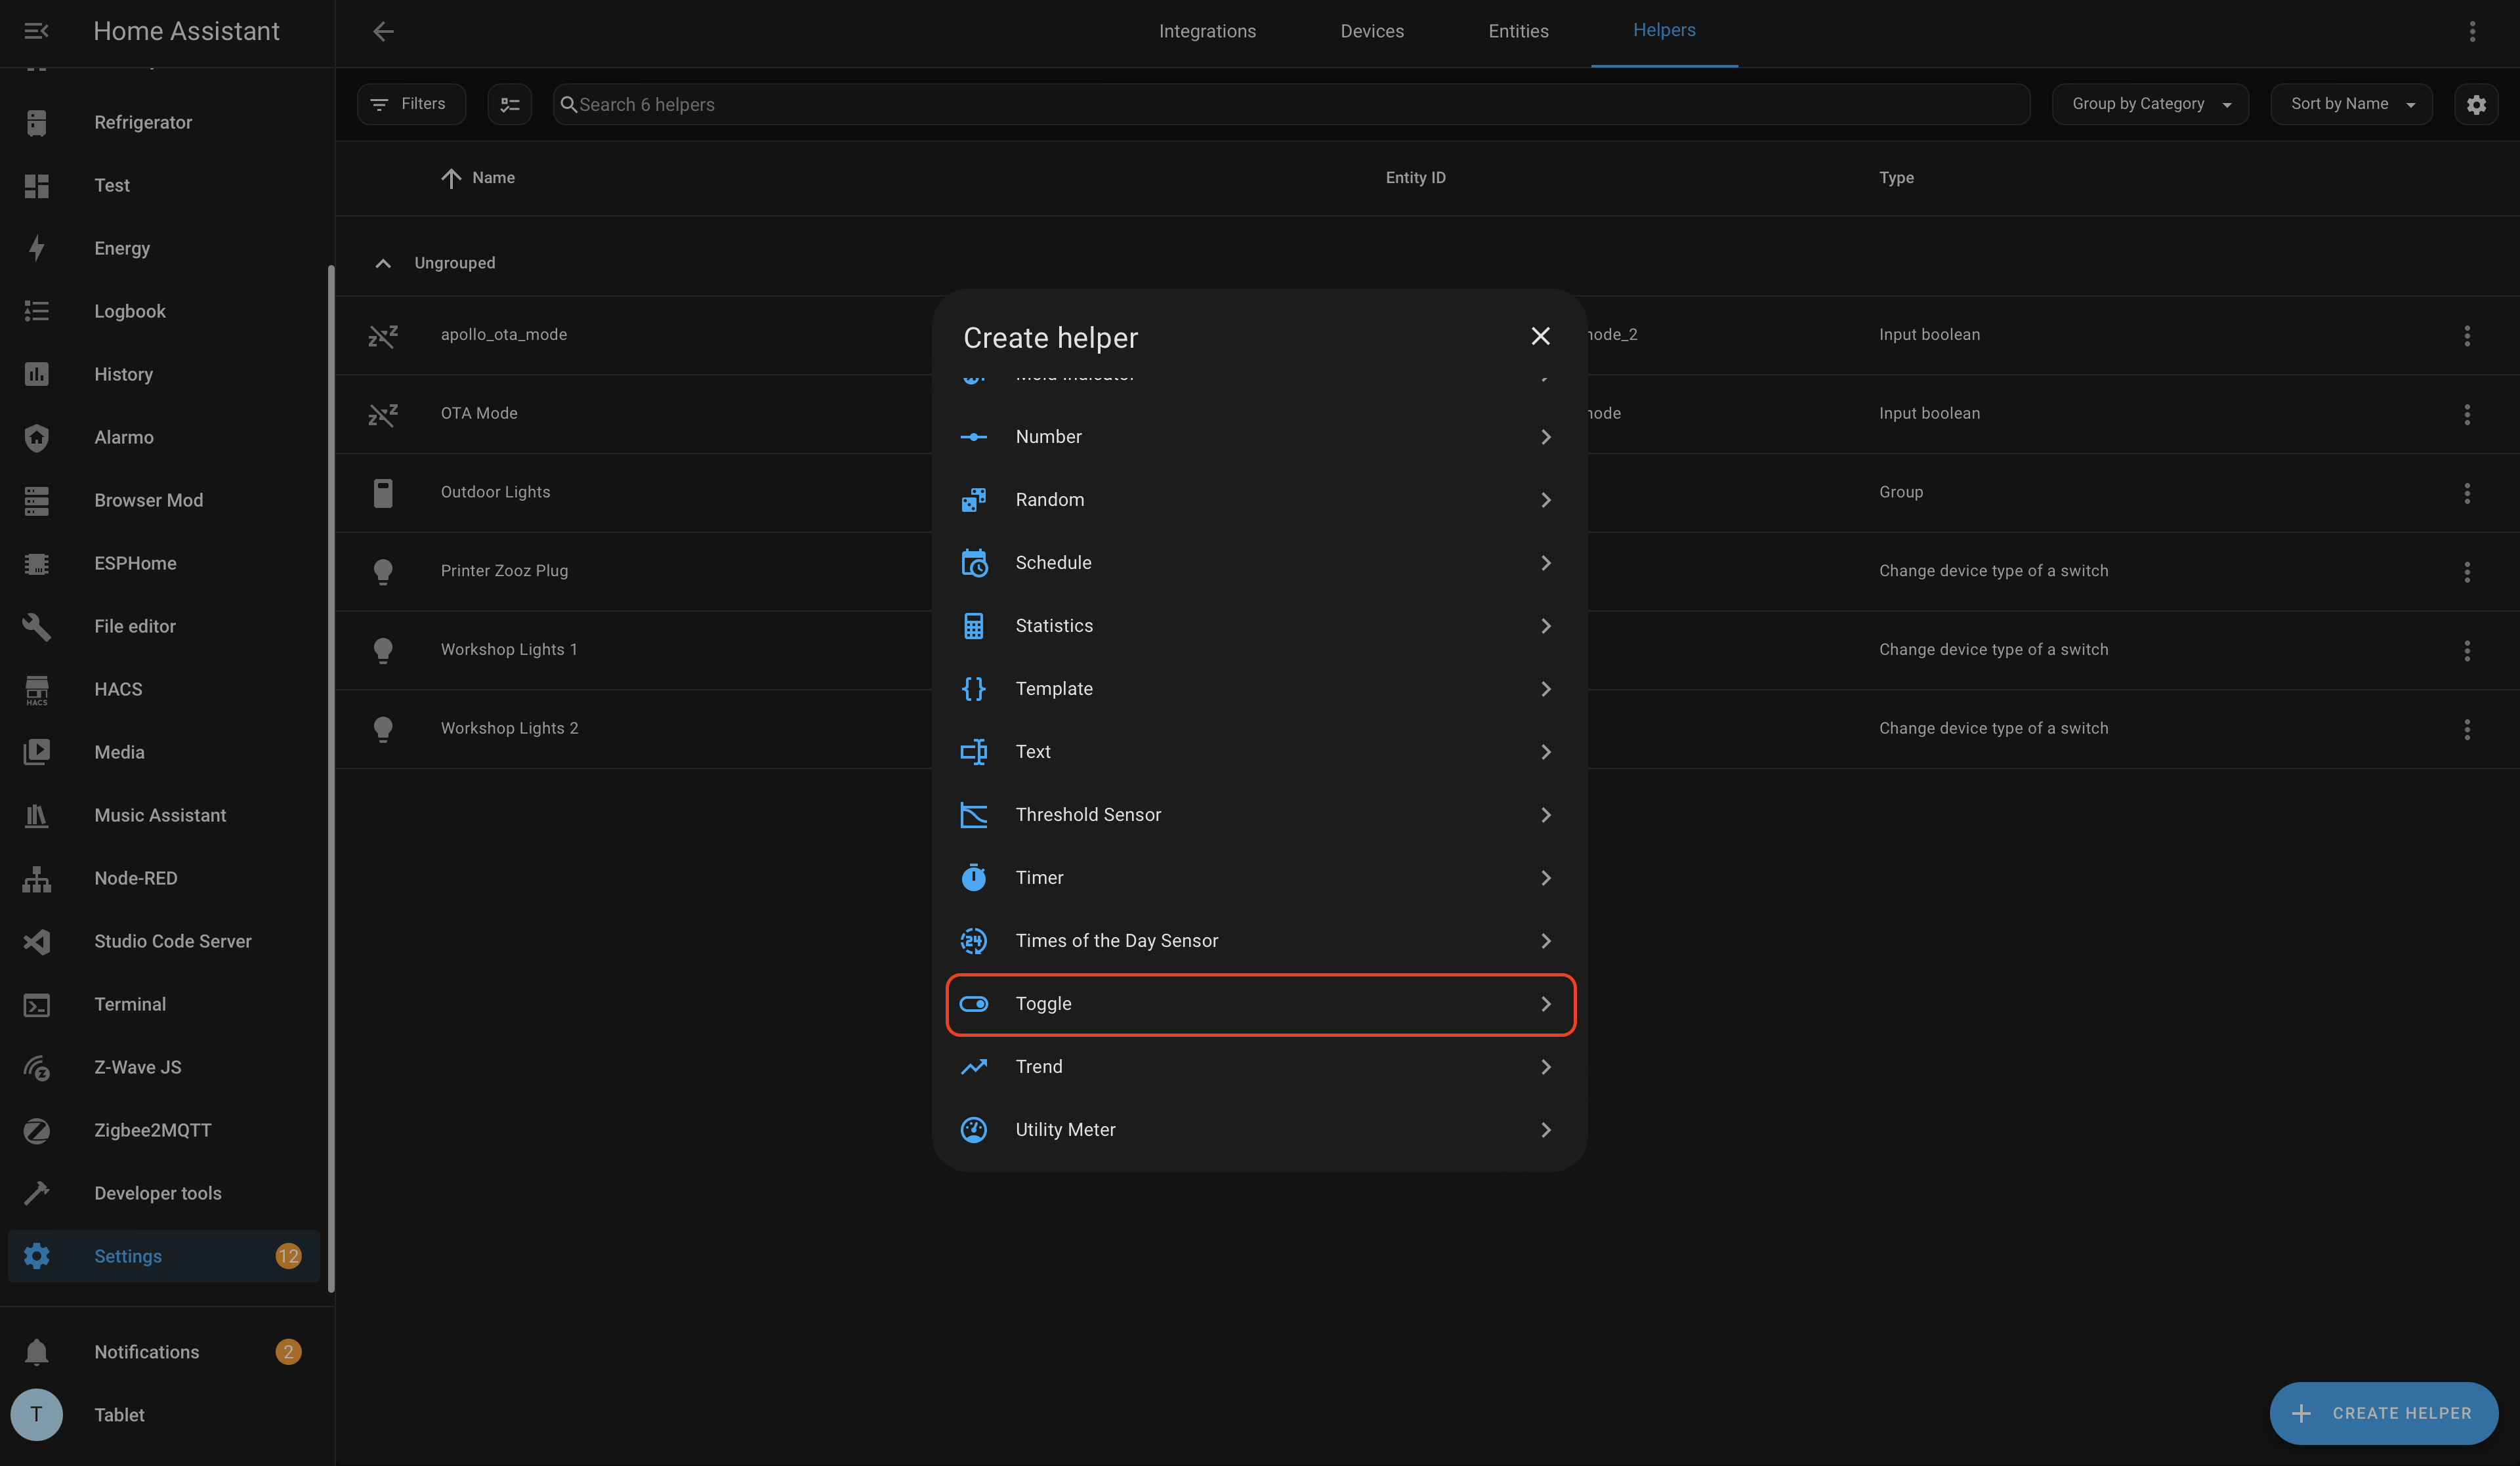 Home Assistant
Integrations
Devices
Entities
Helpers
Refrigerator
Test
Energy
Logbook
History
Alarmo
Browser Mod
ESPHome
File editor
HACS
HACS
Media
Music Assistant
Node-RED
Studio Code Server
Terminal
Z-Wave JS
Zigbee2MQTT
Developer tools
Settings
12
Notifications
2
T
Tablet
Filters
Search 6 helpers
Group by Category
Sort by Name
Name
Entity ID
Type
Ungrouped
apollo_ota_mode
node_2
Input boolean
OTA Mode
node
Input boolean
Outdoor Lights
Group
Printer Zooz Plug
Change device type of a switch
Workshop Lights 1
Change device type of a switch
Workshop Lights 2
Change device type of a switch
Create helper
Mold Indicator
Number
Random
Schedule
Statistics
Template
Text
Threshold Sensor
Timer
24
Times of the Day Sensor
Toggle
Trend
Utility Meter
CREATE HELPER